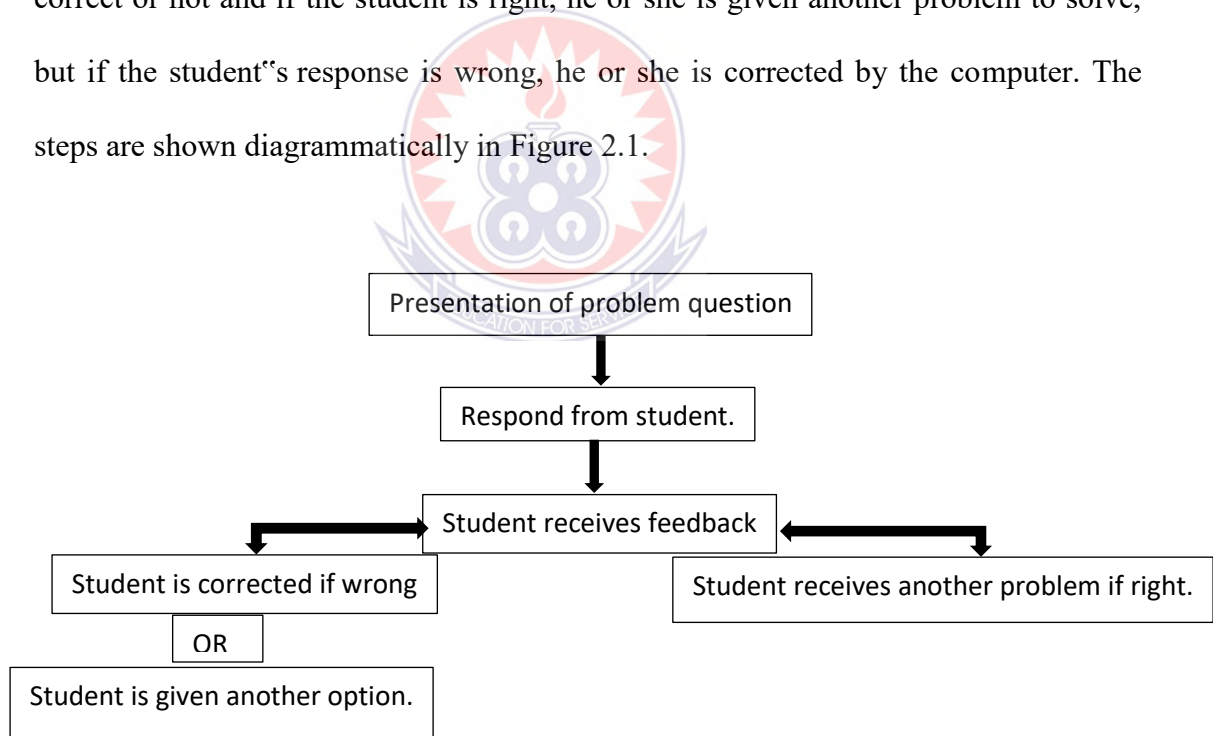 correct or not and if the student is right, he or she is given another problem to solve,
but if the student‟s response is wrong, he or she is corrected by the computer. The
steps are shown diagrammatically in Figure 2.1.
Presentation of problem question
EDUCATION FOR SERVICE
Respond from student.
Student receives feedback
Student is corrected if wrong
Student receives another problem if right.
OR
Student is given another option.